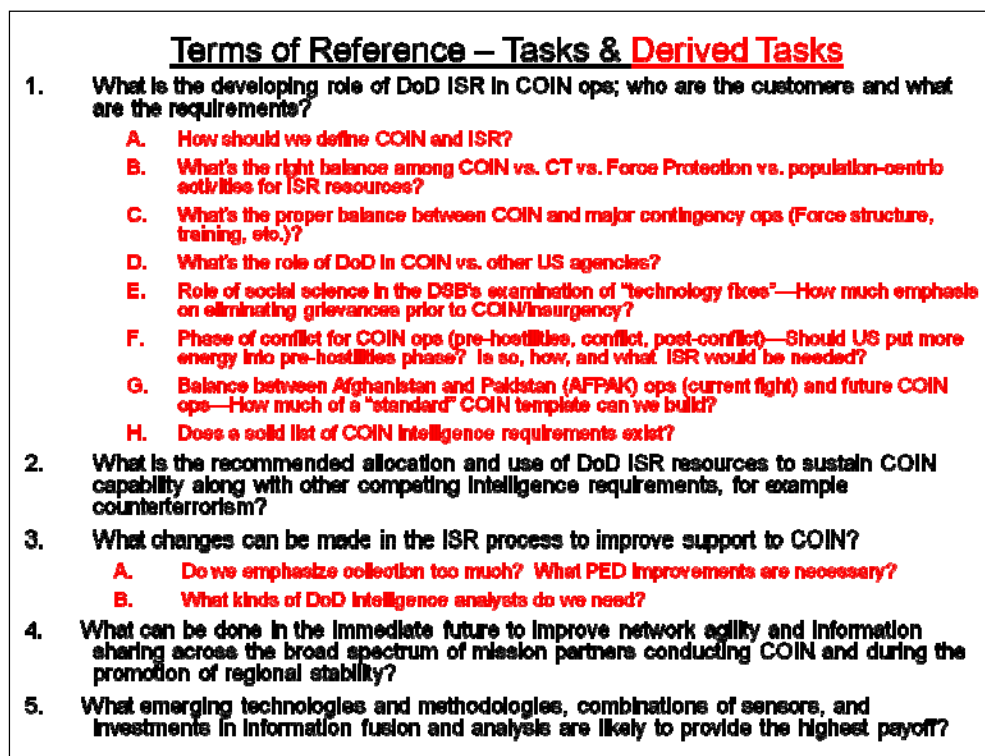 Terms of Reference – Tasks & Derived Tasks
1. What is the developing role of DoD ISR in COIN ops; who are the customers and what
are the requirements?
A. How should we define COIN and ISR?
B. What's the right balance among COIN vs. CT vs. Force Protection vs. population-centric
activities for ISR resources?
C. What's the proper balance between COIN and major contingency ops (Force structure,
training, etc.)?
D. What's the role of DoD in COIN vs. other US agencies?
E. Role of social science in the DSB's examination of "technology fixes"—How much emphasis
on eliminating grievances prior to COIN/insurgency?
F. Phase of conflict for COIN ops (pre-hostilities, conflict, post-conflict)—Should US put more
energy into pre-hostilities phase? Is so, how, and what ISR would be needed?
G. Balance between Afghanistan and Pakistan (AFPAK) ops (current fight) and future COIN
ops—How much of a "standard" COIN template can we build?
H. Does a solid list of COIN intelligence requirements exist?
2. What is the recommended allocation and use of DoD ISR resources to sustain COIN
capability along with other competing intelligence requirements, for example
counterterrorism?
3. What changes can be made in the ISR process to improve support to COIN?
A. Do we emphasize collection too much? What PED improvements are necessary?
B. What kinds of DoD intelligence analysts do we need?
4. What can be done in the immediate future to improve network agility and information
sharing across the broad spectrum of mission partners conducting COIN and during the
promotion of regional stability?
5. What emerging technologies and methodologies, combinations of sensors, and
investments in information fusion and analysis are likely to provide the highest payoff?